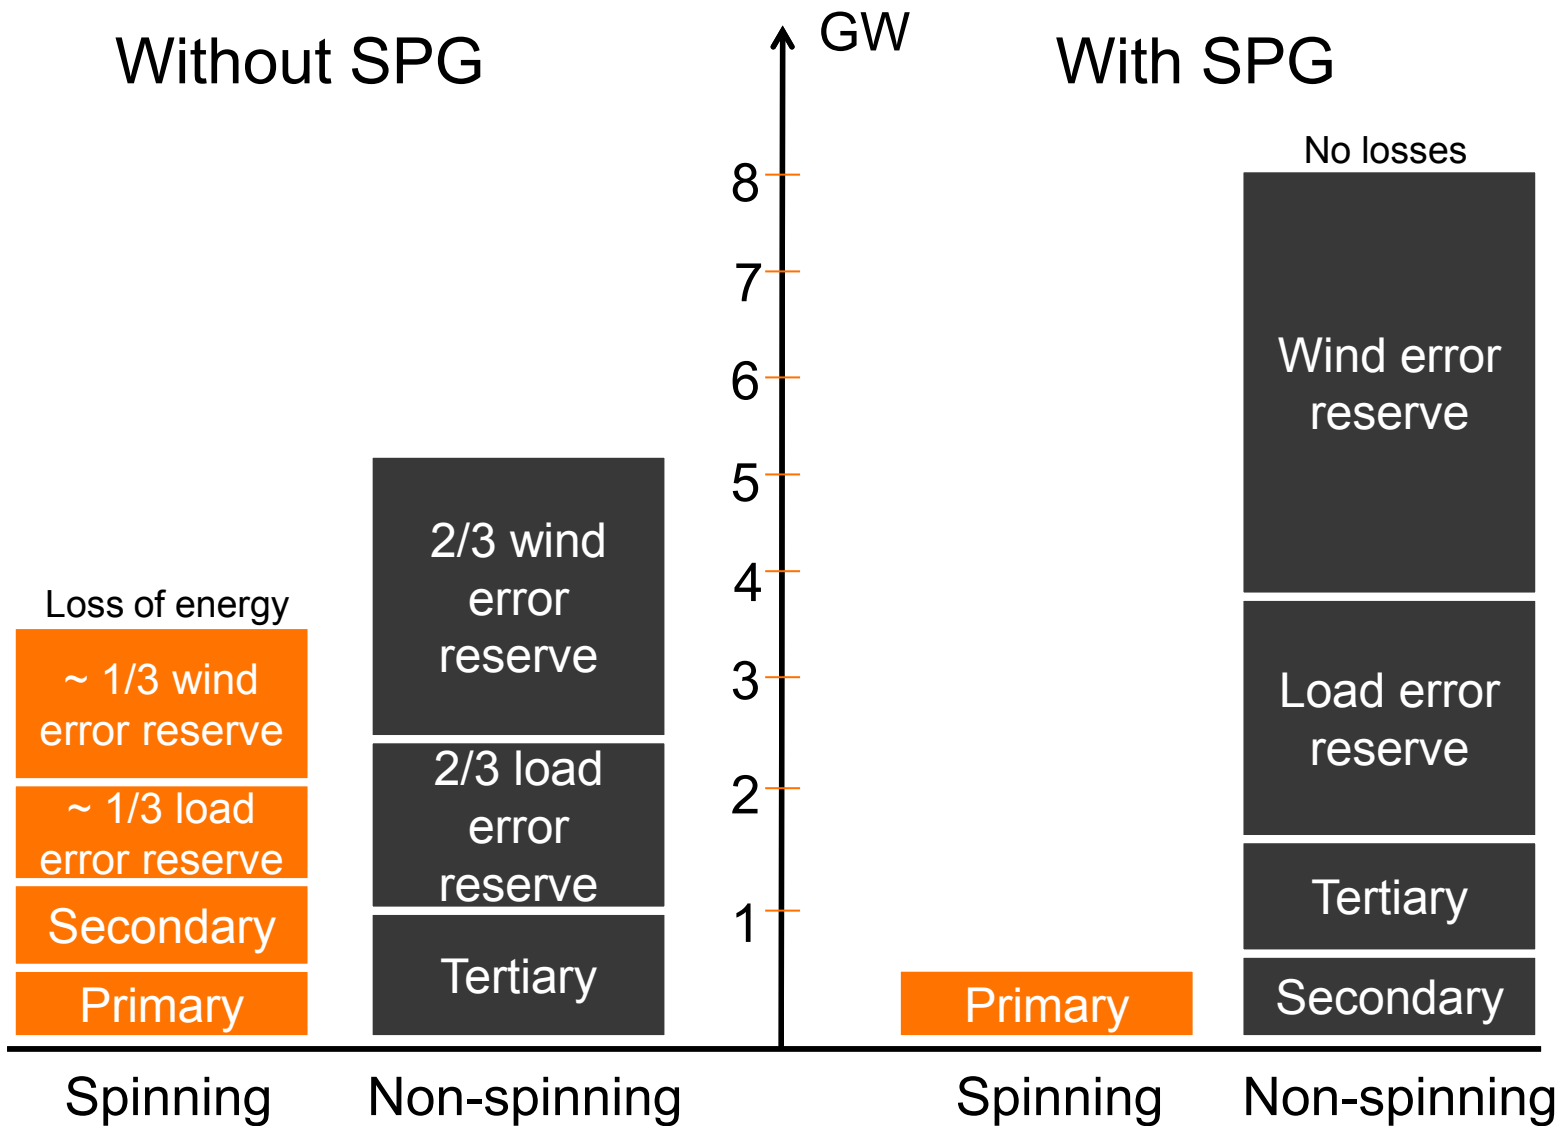 Without SPG
GW
With SPG
No losses
8
7
6
5
4
3
2
1
Loss of energy
~ 1/3 wind
error reserve
~ 1/3 load
error reserve
Secondary
Primary
2/3 wind
error
reserve
2/3 load
error
reserve
Tertiary
Primary
Wind error
reserve
Load error
reserve
Tertiary
Secondary
Spinning
Non-spinning
Spinning
Non-spinning